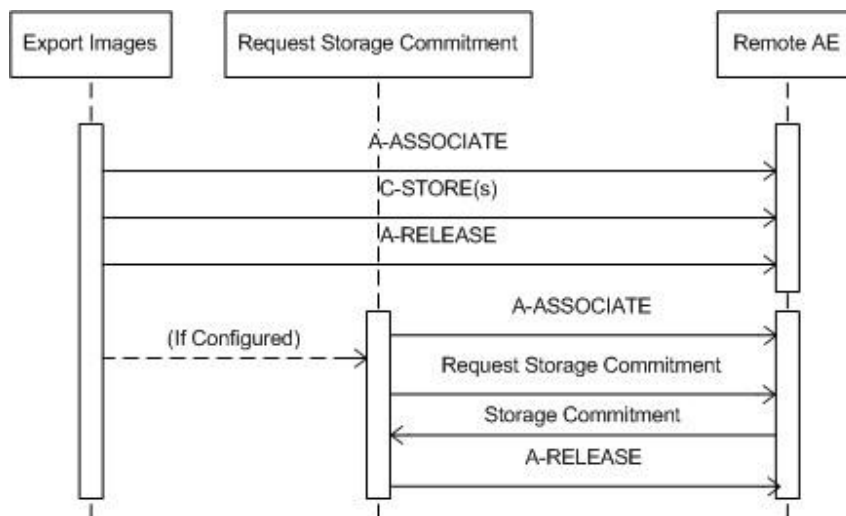 Export Images
Request Storage Commitment
Remote AE
A-ASSOCIATE
C-STORE(s)
A-RELEASE
A-ASSOCIATE
(If Configured)
Request Storage Commitment
Storage Commitment
A-RELEASE